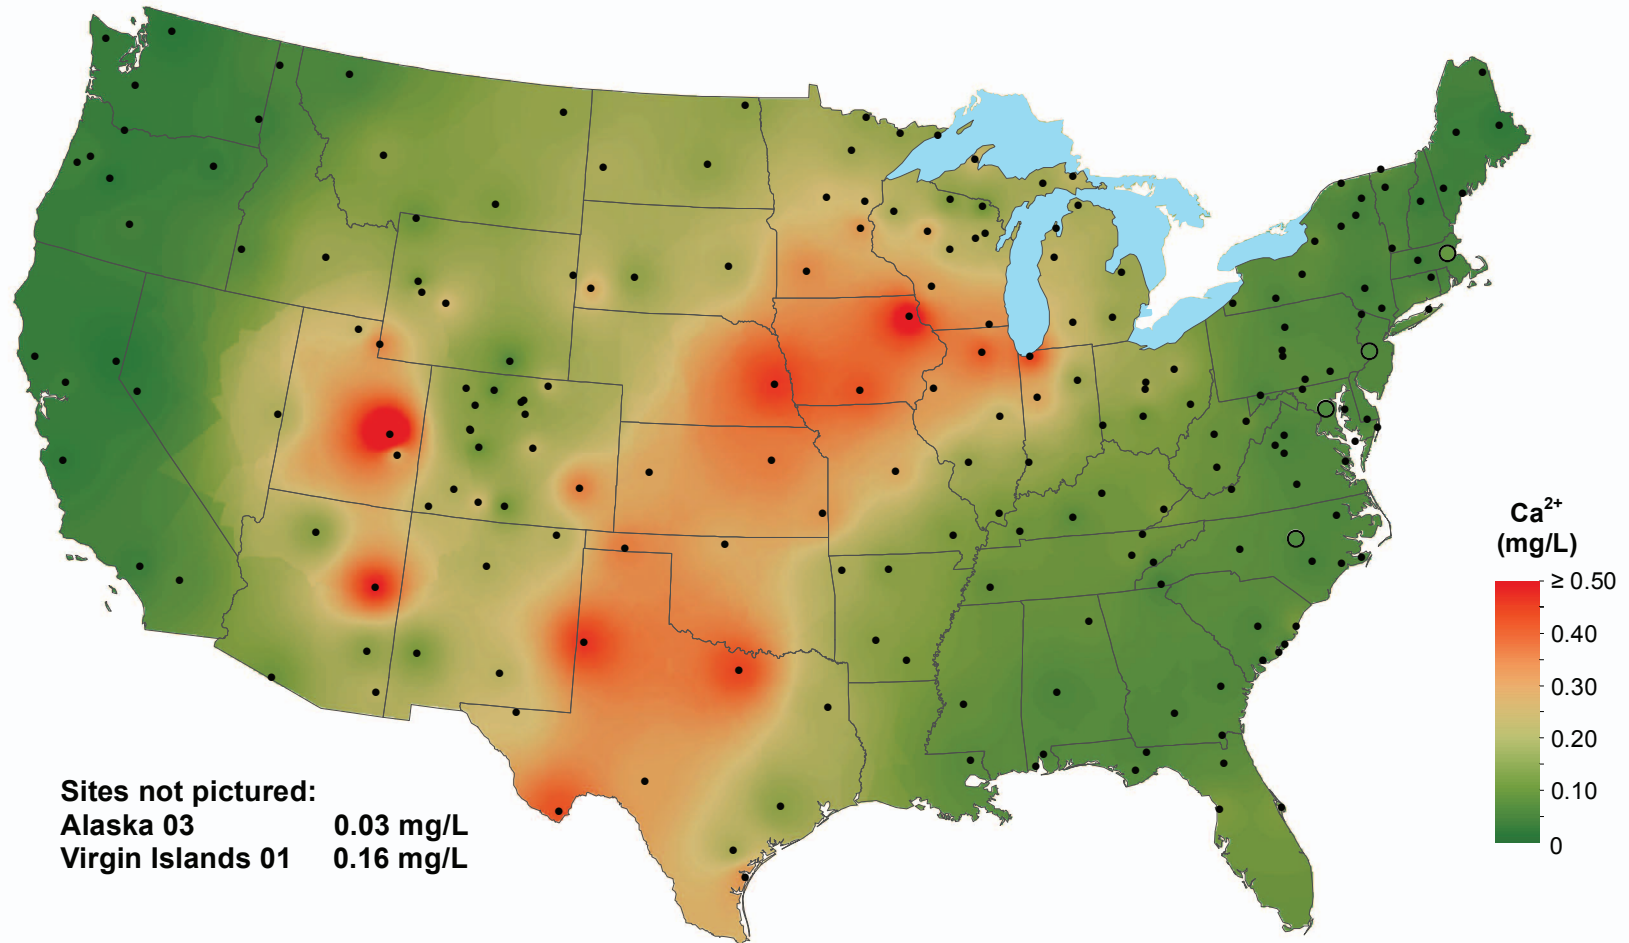 Ca²⁺
(mg/L)
≥ 0.50
0.40
0.30
0.20
0.10
0
Sites not pictured:
Alaska 03 0.03 mg/L
Virgin Islands 01 0.16 mg/L